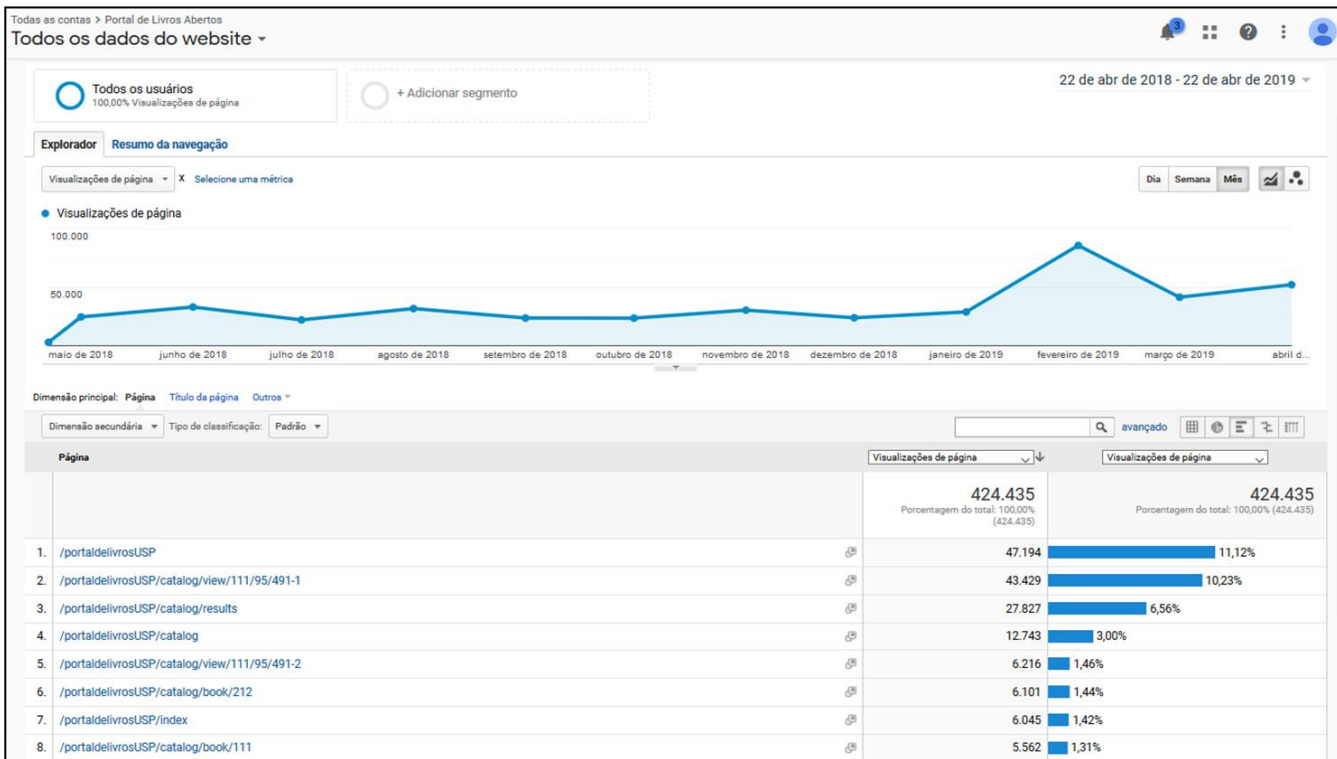 Todas as contas > Portal de Livros Abertos
Todos os dados do website
3
Todos os usuários
100,00% Visualizações de página
+ Adicionar segmento
22 de abr de 2018 - 22 de abr de 2019
Explorador Resumo da navegação
Visualizações de página X Selecione uma métrica
Dia Semana Mês
Visualizações de página
100.000
50.000
maio de 2018 junho de 2018 julho de 2018 agosto de 2018 setembro de 2018 outubro de 2018 novembro de 2018 dezembro de 2018 janeiro de 2019 fevereiro de 2019 março de 2019 abril d...
Dimensão principal: Página Título da página Outros
Dimensão secundária Tipo de classificação: Padrão
avançado
Página Visualizações de página Visualizações de página
424.435 424.435
Porcentagem do total: 100,00% Porcentagem do total: 100,00% (424.435)
(424.435)
1. /portaldelivrosUSP 47.194 11,12%
2. /portaldelivrosUSP/catalog/view/111/95/491-1 43.429 10,23%
3. /portaldelivrosUSP/catalog/results 27.827 6,56%
4. /portaldelivrosUSP/catalog 12.743 3,00%
5. /portaldelivrosUSP/catalog/view/111/95/491-2 6.216 1,46%
6. /portaldelivrosUSP/catalog/book/212 6.101 1,44%
7. /portaldelivrosUSP/index 6.045 1,42%
8. /portaldelivrosUSP/catalog/book/111 5.562 1,31%